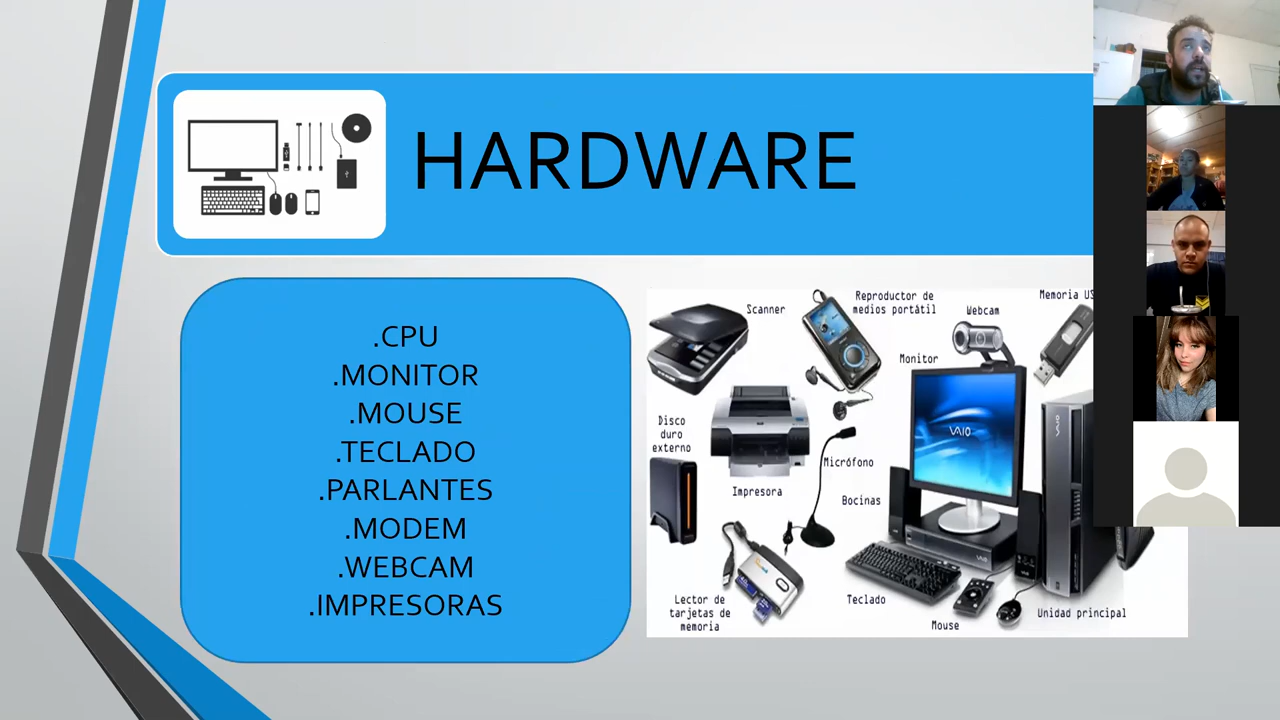 HARDWARE
.CPU
.MONITOR
.MOUSE
.TECLADO
.PARLANTES
.MODEM
.WEBCAM
.IMPRESORAS
Scanner
Reproductor de
medios portátil
Webcam
Memoria US
Monitor
VAIO
VAIO
Disco
duro
externo
Impresora
Micrófono
Bocinas
Lector de
tarjetas de
memoria
Teclado
Mouse
Unidad principal